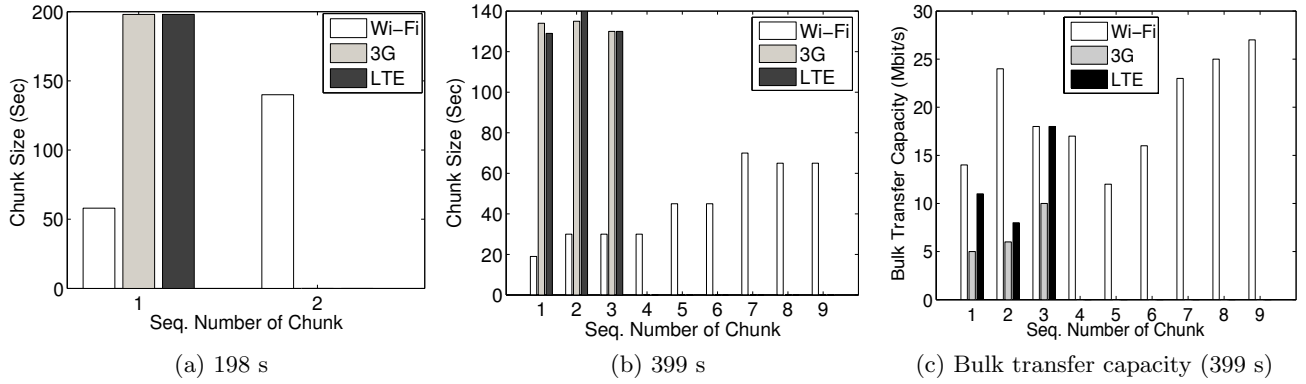 200
150
100
50
0
Chunk Size (Sec)
Wi-Fi
3G
LTE
1 2
Seq. Number of Chunk
(a) 198 s
140
120
100
80
60
40
20
0
Chunk Size (Sec)
Wi-Fi
3G
LTE
1 2 3 4 5 6 7 8 9
Seq. Number of Chunk
(b) 399 s
30
25
20
15
10
5
0
Bulk Transfer Capacity (Mbit/s)
Wi-Fi
3G
LTE
1 2 3 4 5 6 7 8 9
Seq. Number of Chunk
(c) Bulk transfer capacity (399 s)